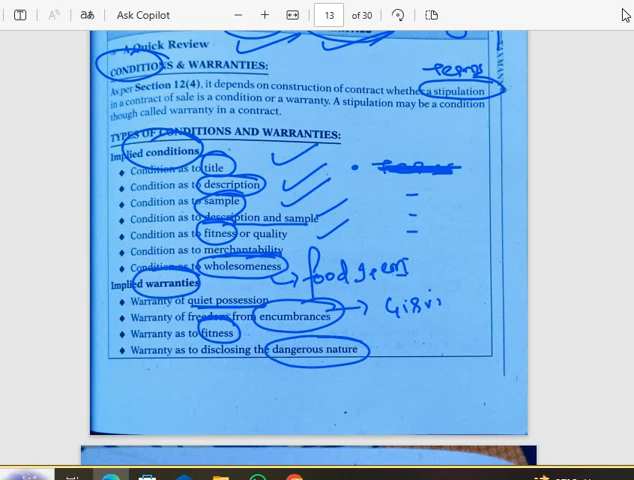 Ask Copilot
13 of 30
A Quick Review
Terms
CONDITIONS & WARRANTIES:
As per Section 12(4), it depends on construction of contract whether a stipulation
in a contract of sale is a condition or a warranty. A stipulation may be a condition
though called warranty in a contract.
TYPES OF CONDITIONS AND WARRANTIES:
Implied conditions
♦ Condition as to title
♦ Condition as to description
♦ Condition as to sample
♦ Condition as to description and sample
♦ Condition as to fitness or quality
♦ Condition as to merchantability
♦ Condition as to wholesomeness
Implied warranties
♦ Warranty of quiet possession
♦ Warranty of freedom from encumbrances → Girvi
♦ Warranty as to fitness
♦ Warranty as to disclosing the dangerous nature